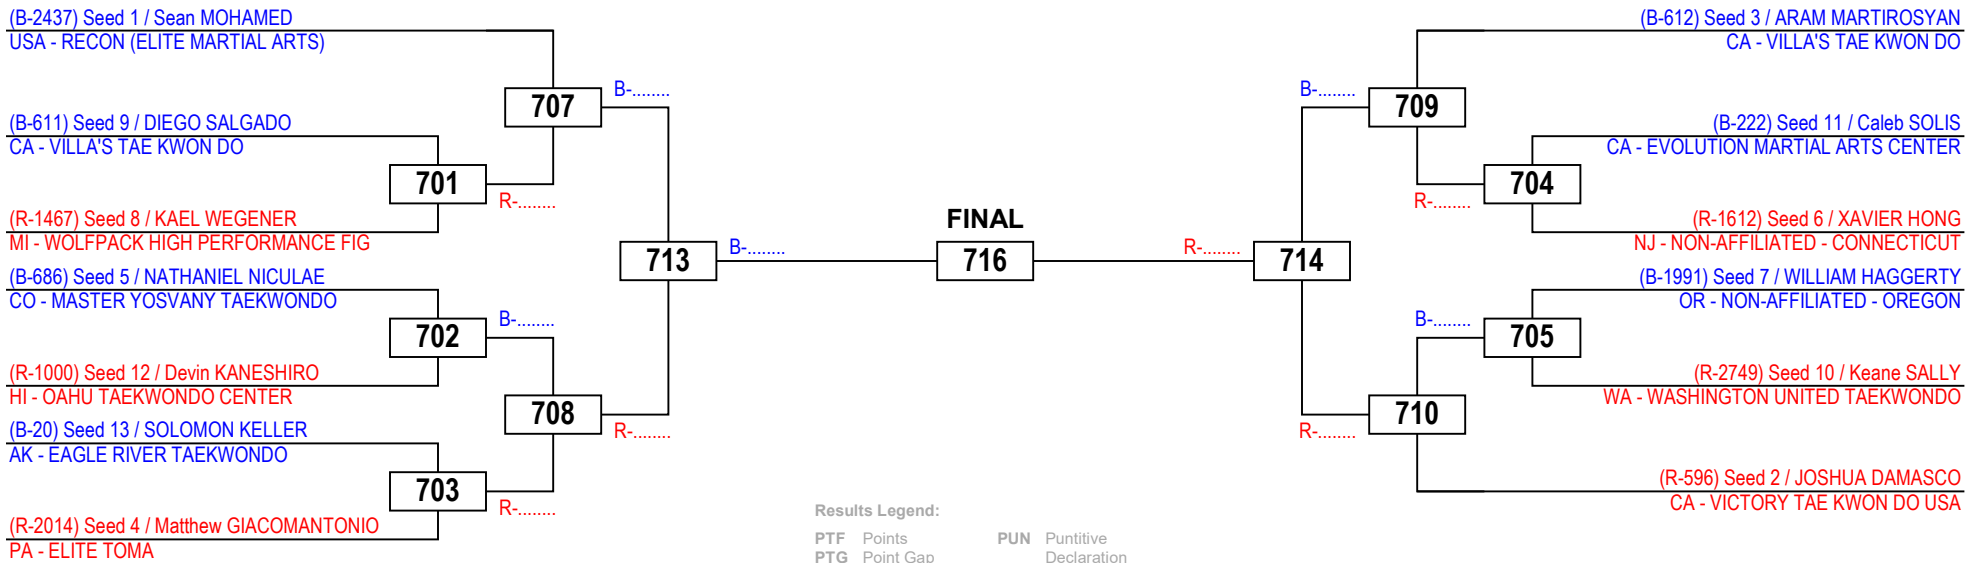 (B-2437) Seed 1 / Sean MOHAMED
USA - RECON (ELITE MARTIAL ARTS)
707
B-........
(B-611) Seed 9 / DIEGO SALGADO
CA - VILLA'S TAE KWON DO
701
R-........
(R-1467) Seed 8 / KAEL WEGENER
MI - WOLFPACK HIGH PERFORMANCE FIG
713
B-........
(B-686) Seed 5 / NATHANIEL NICULAE
CO - MASTER YOSVANY TAEKWONDO
702
B-........
(R-1000) Seed 12 / Devin KANESHIRO
HI - OAHU TAEKWONDO CENTER
708
R-........
(B-20) Seed 13 / SOLOMON KELLER
AK - EAGLE RIVER TAEKWONDO
703
R-........
(R-2014) Seed 4 / Matthew GIACOMANTONIO
PA - ELITE TOMA
FINAL
716
(B-612) Seed 3 / ARAM MARTIROSYAN
CA - VILLA'S TAE KWON DO
B-........
709
(B-222) Seed 11 / Caleb SOLIS
CA - EVOLUTION MARTIAL ARTS CENTER
704
R-........
(R-1612) Seed 6 / XAVIER HONG
NJ - NON-AFFILIATED - CONNECTICUT
R-........
714
(B-1991) Seed 7 / WILLIAM HAGGERTY
OR - NON-AFFILIATED - OREGON
B-........
705
(R-2749) Seed 10 / Keane SALLY
WA - WASHINGTON UNITED TAEKWONDO
710
R-........
(R-596) Seed 2 / JOSHUA DAMASCO
CA - VICTORY TAE KWON DO USA
Results Legend:
PTF Points
PTG Point Gap
PUN Puntitive
Declaration